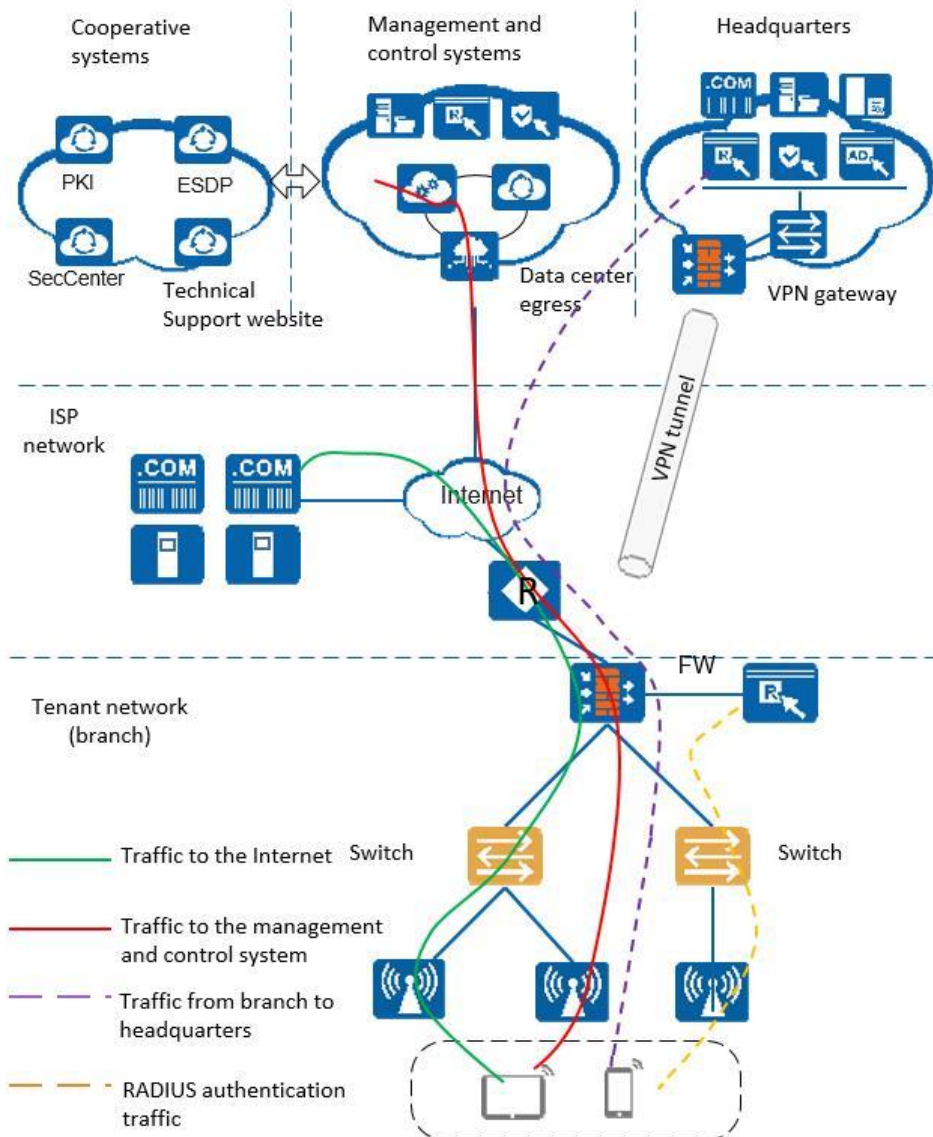 Cooperative
systems
Management and
control systems
Headquarters
.COM
R
R
AD
PKI
ESDP
SecCenter
Technical
Support website
Data center
egress
VPN gateway
VPN tunnel
ISP
network
.COM
.COM
Internet
R
FW
R
Tenant network
(branch)
Traffic to the Internet
Switch
Switch
Traffic to the management
and control system
Traffic from branch to
headquarters
RADIUS authentication
traffic